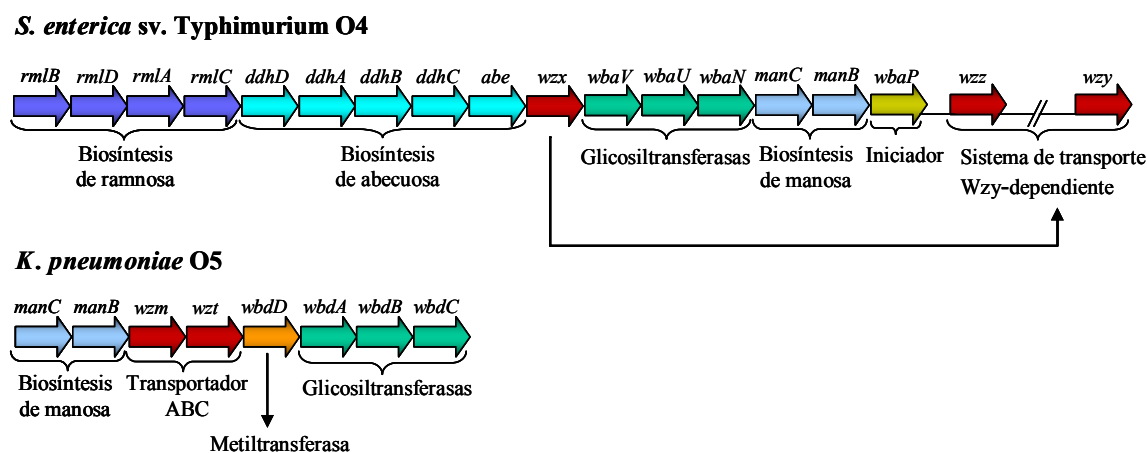 S. enterica sv. Typhimurium O4
rmlB rmlD rmlA rmlC ddhD ddhA ddhB ddhC abe wzx wbaV wbaU wbaN manC manB wbaP wzz wzy
Biosíntesis
de ramnosa
Biosíntesis
de abecuosa
Glicosiltransferasas
Biosíntesis
de manosa
Iniciador
Sistema de transporte
Wzy-dependiente
K. pneumoniae O5
manC manB wzm wzt wbdD wbdA wbdB wbdC
Biosíntesis
de manosa
Transportador
ABC
Glicosiltransferasas
Metiltransferasa